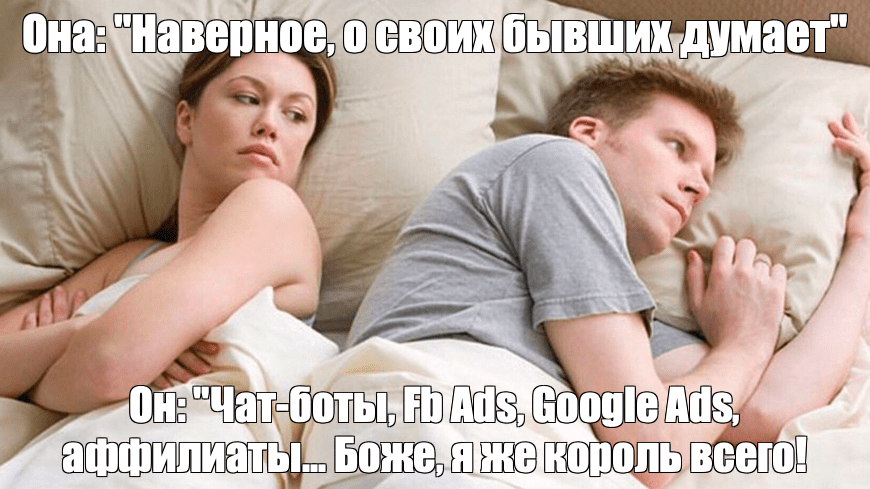 Она: "Наверное, о своих бывших думает"
Он: "Чат-боты, Fb Ads, Google Ads,
аффилиаты... Боже, я же король всего!